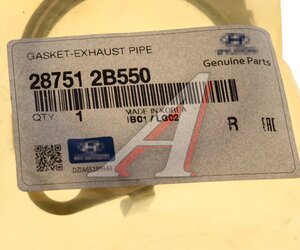 GASKET-EXHAUST PIPE
28751 2B550
Genuine Parts
QTY 1
MADE IN KOREA
IB01 / LG02
R EAC